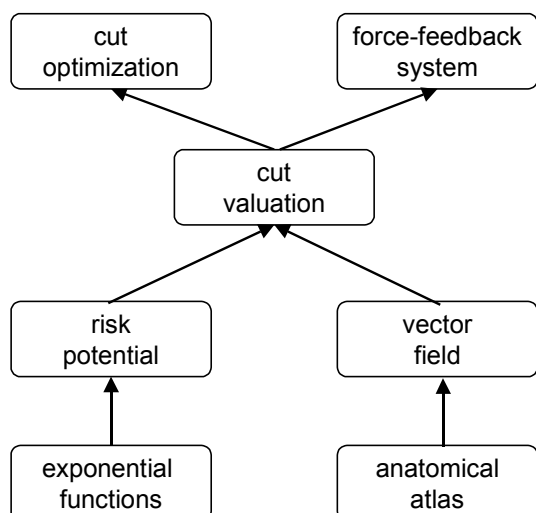 cut
optimization
force-feedback
system
cut
valuation
risk
potential
vector
field
exponential
functions
anatomical
atlas